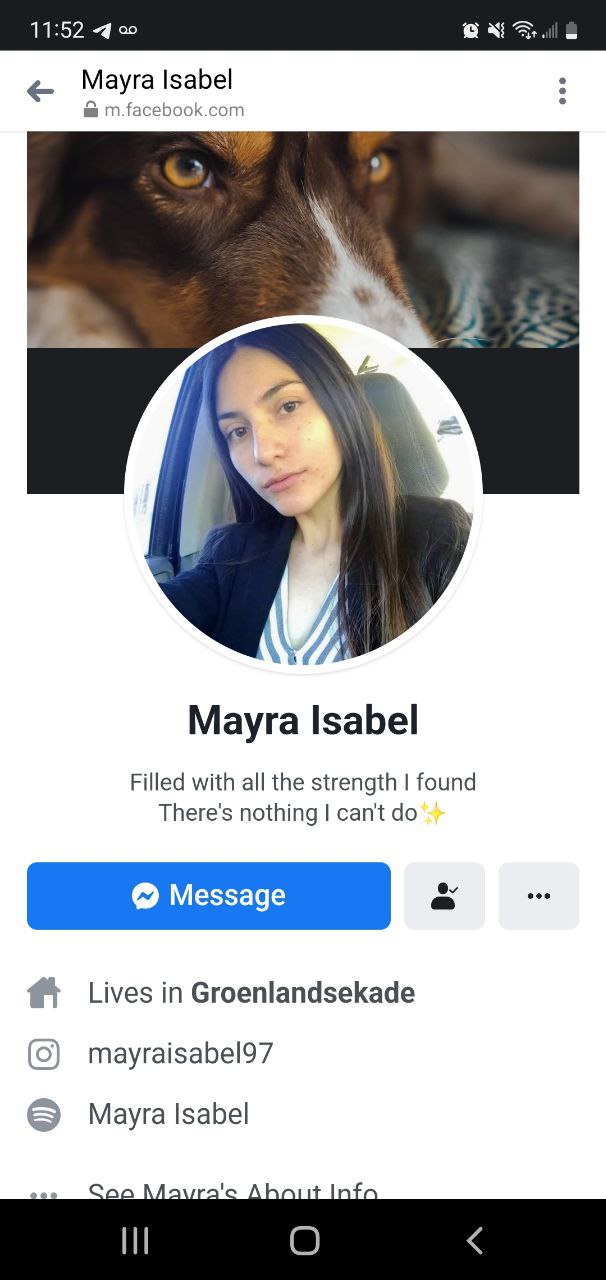 11:52
Mayra Isabel
m.facebook.com
Mayra Isabel
Filled with all the strength I found
There's nothing I can't do✨
Message
Lives in Groenlandsekade
mayraisabel97
Mayra Isabel
See Mayra's About Info